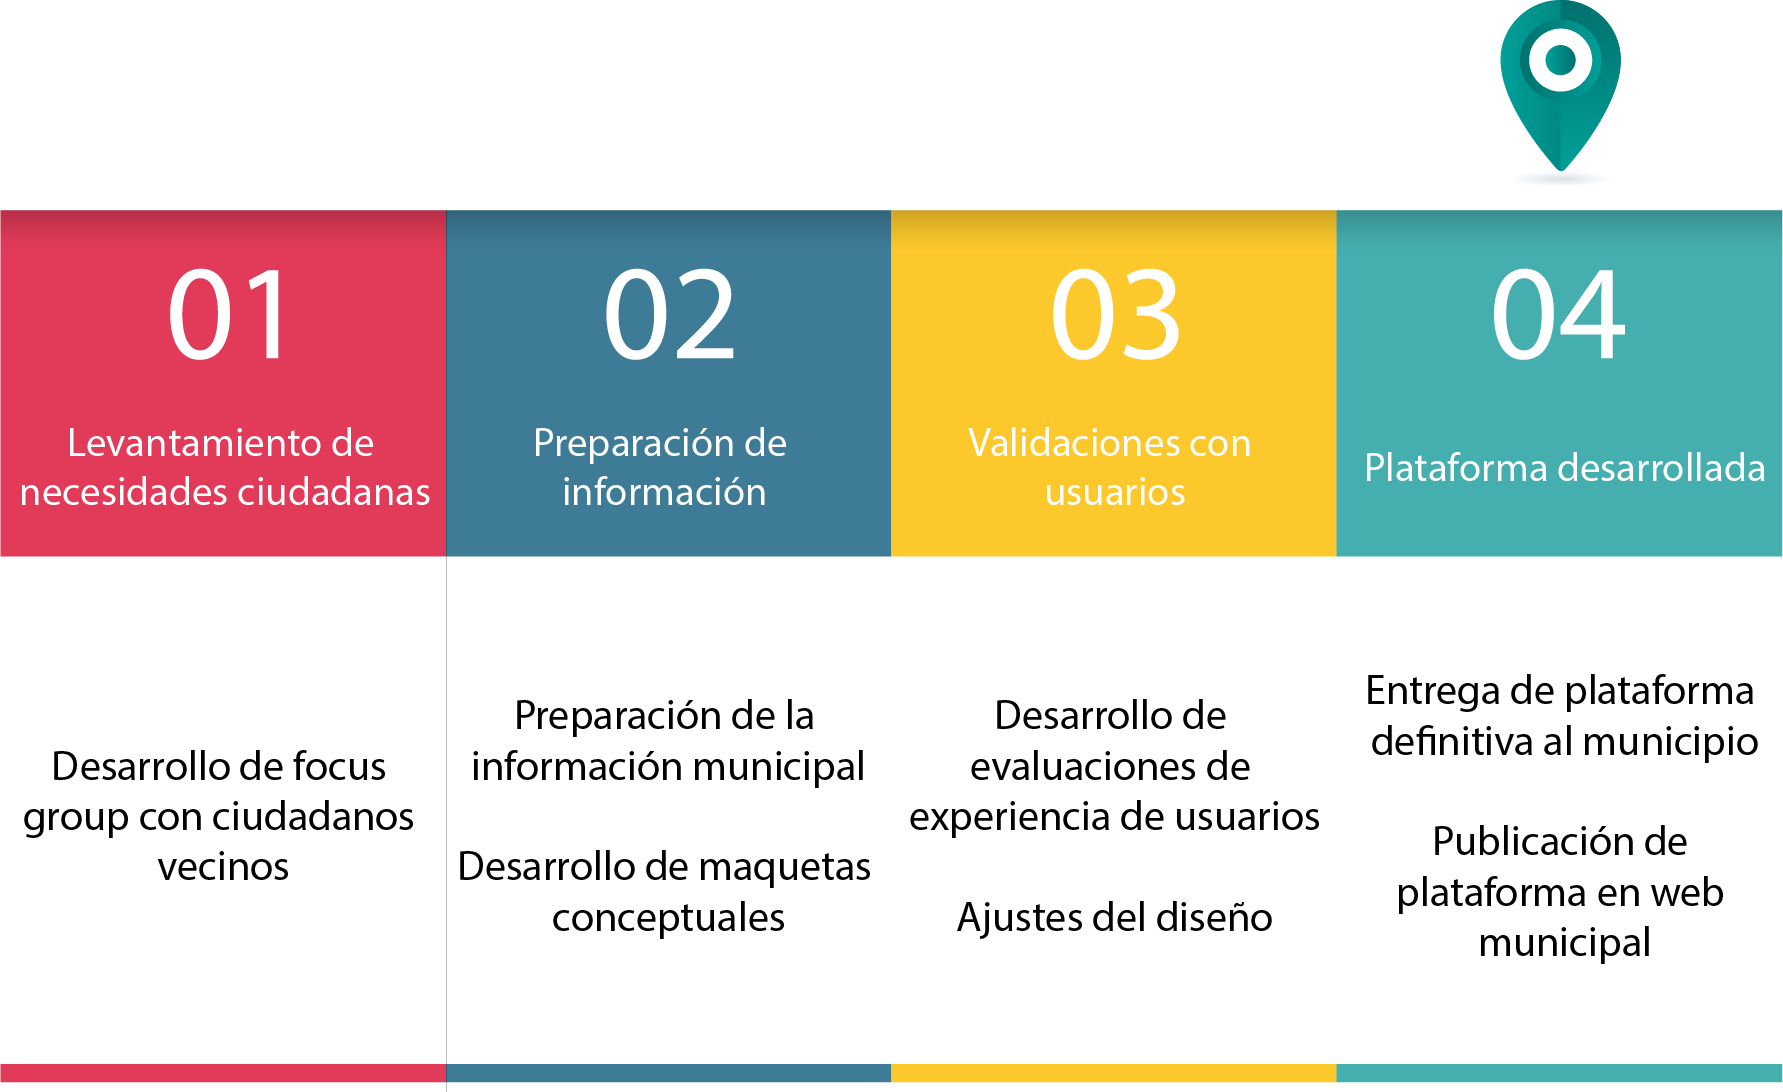 01
Levantamiento de
necesidades ciudadanas
02
Preparación de
información
03
Validaciones con
usuarios
04
Plataforma desarrollada
Desarrollo de focus
group con ciudadanos
vecinos
Preparación de la
información municipal
Desarrollo de maquetas
conceptuales
Desarrollo de
evaluaciones de
experiencia de usuarios
Ajustes del diseño
Entrega de plataforma
definitiva al municipio
Publicación de
plataforma en web
municipal